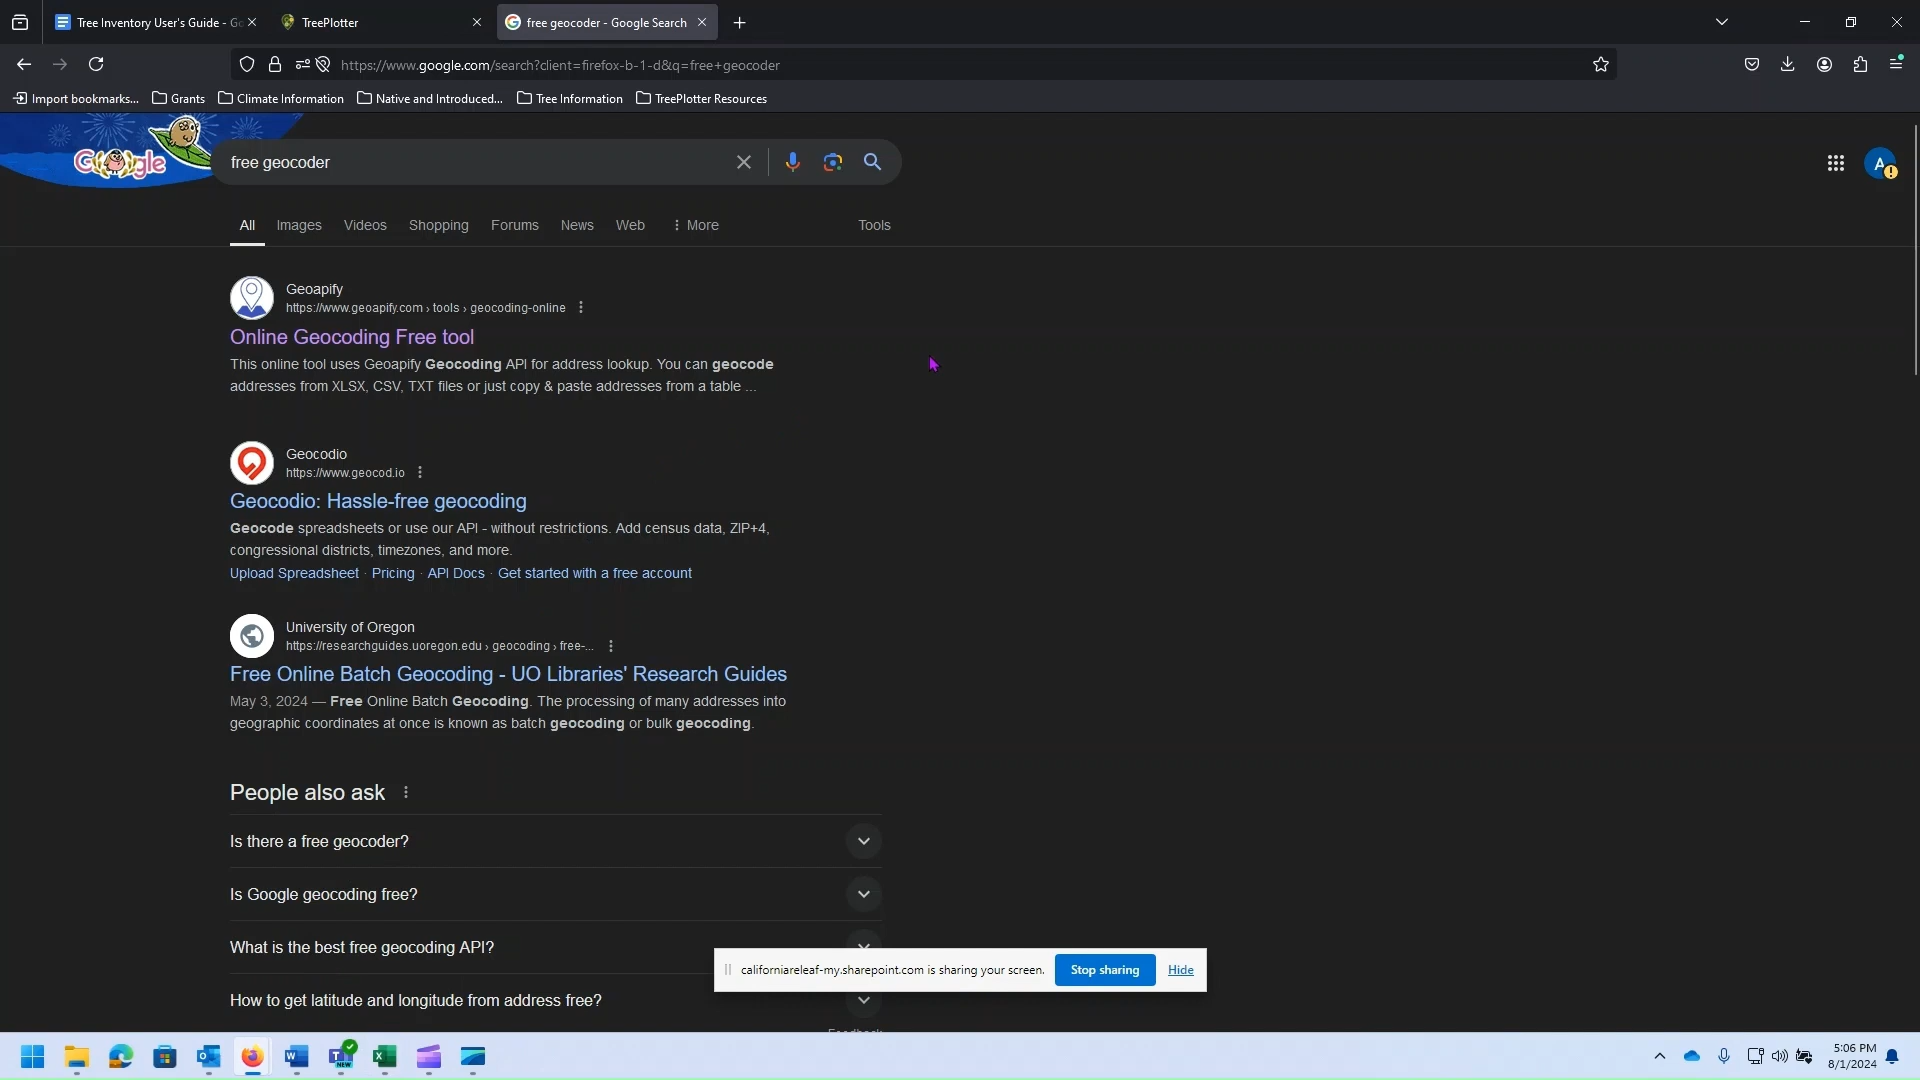 Tree Inventory User's Guide - Go
TreePlotter
free geocoder - Google Search
https://www.google.com/search?client=firefox-b-1-d&q=free+geocoder
Import bookmarks...
Grants
Climate Information
Native and Introduced...
Tree Information
TreePlotter Resources
Google
free geocoder
A
All
Images
Videos
Shopping
Forums
News
Web
More
Tools
Geoapify
https://www.geoapify.com › tools › geocoding-online
Online Geocoding Free tool
This online tool uses Geoapify Geocoding API for address lookup. You can geocode
addresses from XLSX, CSV, TXT files or just copy & paste addresses from a table ...
Geocodio
https://www.geocod.io
Geocodio: Hassle-free geocoding
Geocode spreadsheets or use our API - without restrictions. Add census data, ZIP+4,
congressional districts, timezones, and more.
Upload Spreadsheet · Pricing · API Docs · Get started with a free account
University of Oregon
https://researchguides.uoregon.edu › geocoding › free-...
Free Online Batch Geocoding - UO Libraries' Research Guides
May 3, 2024 — Free Online Batch Geocoding. The processing of many addresses into
geographic coordinates at once is known as batch geocoding or bulk geocoding.
People also ask
Is there a free geocoder?
Is Google geocoding free?
What is the best free geocoding API?
californiareleaf-my.sharepoint.com is sharing your screen.
Stop sharing
Hide
How to get latitude and longitude from address free?
Feedback
NEW
5:06 PM
8/1/2024